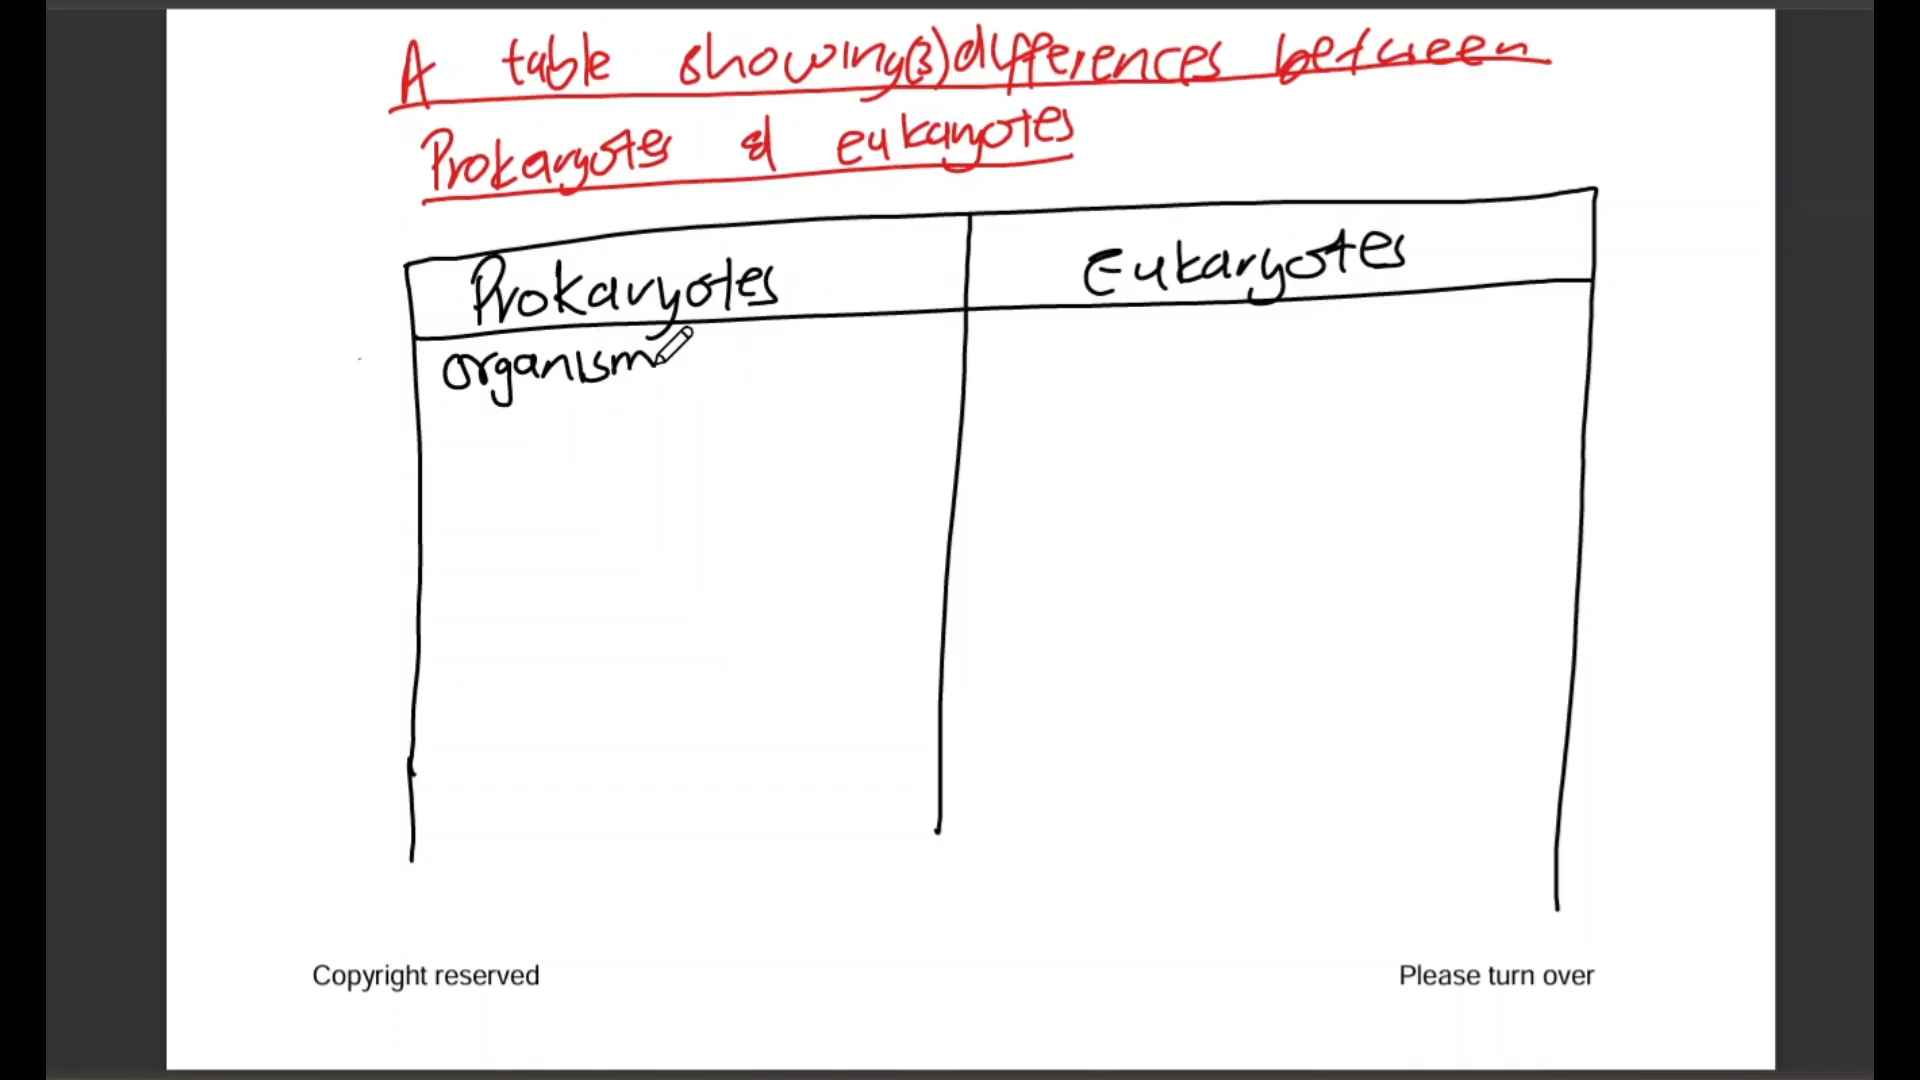 A table showing(3)differences between
Prokaryotes & eukaryotes
Prokaryotes Eukaryotes
organism
Copyright reserved Please turn over